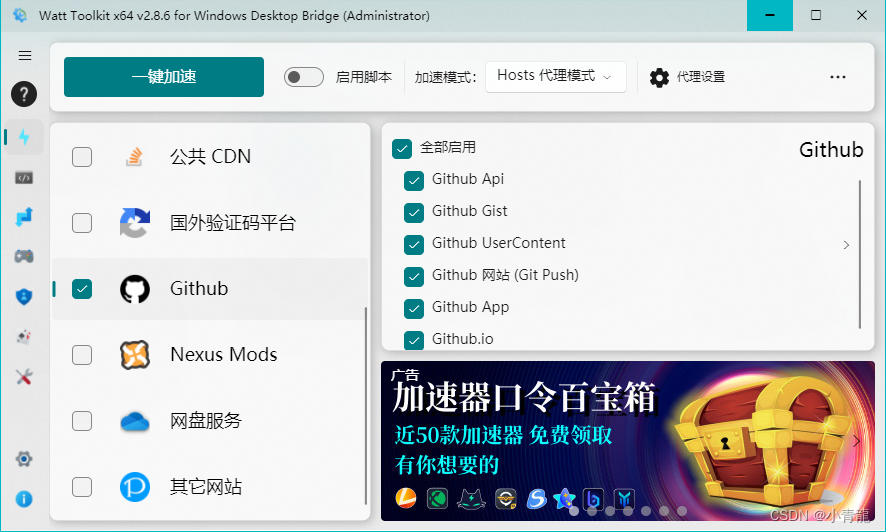 Watt Toolkit x64 v2.8.6 for Windows Desktop Bridge (Administrator)
一键加速
启用脚本
加速模式:
Hosts 代理模式
代理设置
公共 CDN
国外验证码平台
Github
Nexus Mods
网盘服务
其它网站
全部启用
Github
Github Api
Github Gist
Github UserContent
Github 网站 (Git Push)
Github App
Github.io
广告
加速器口令百宝箱
近50款加速器 免费领取
有你想要的
CSDN @小青龍